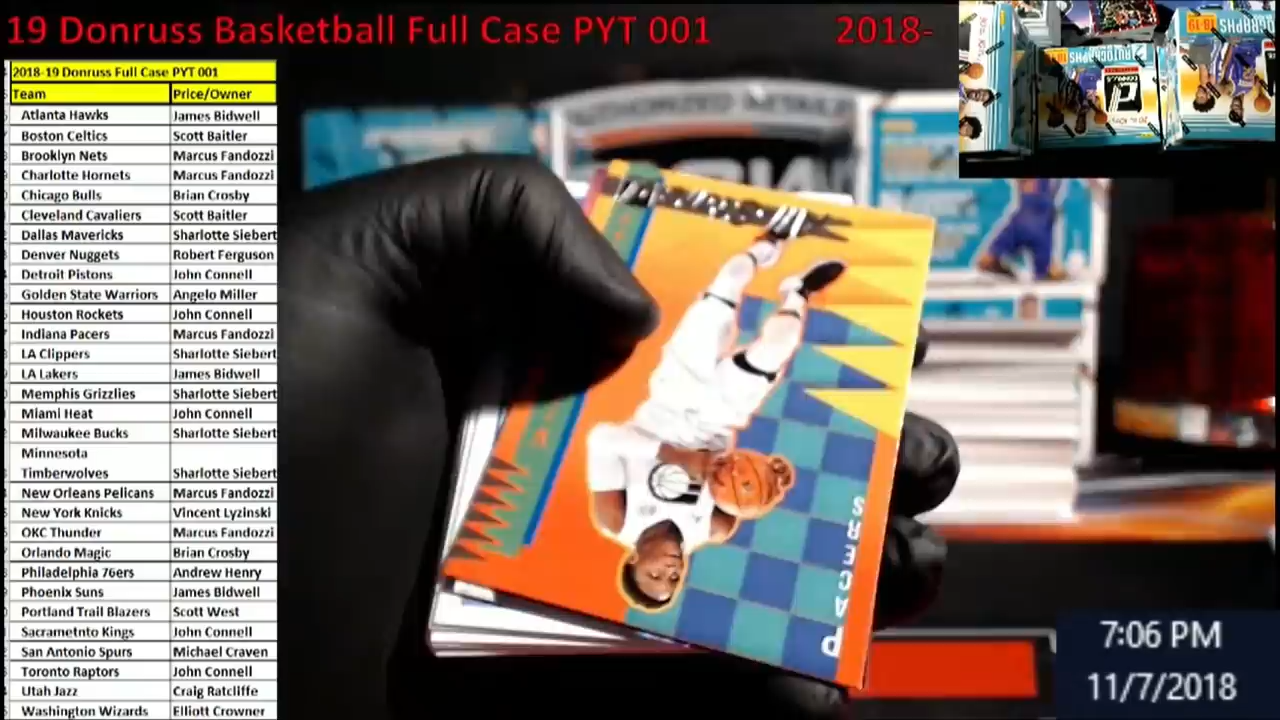 19 Donruss Basketball Full Case PYT 001 2018-
2018-19 Donruss Full Case PYT 001
Team Price/Owner
Atlanta Hawks James Bidwell
Boston Celtics Scott Baitler
Brooklyn Nets Marcus Fandozzi
Charlotte Hornets Marcus Fandozzi
Chicago Bulls Brian Crosby
Cleveland Cavaliers Scott Baitler
Dallas Mavericks Sharlotte Siebert
Denver Nuggets Robert Ferguson
Detroit Pistons John Connell
Golden State Warriors Angelo Miller
Houston Rockets John Connell
Indiana Pacers Marcus Fandozzi
LA Clippers Sharlotte Siebert
LA Lakers James Bidwell
Memphis Grizzlies Sharlotte Siebert
Miami Heat John Connell
Milwaukee Bucks Sharlotte Siebert
Minnesota
Timberwolves Sharlotte Siebert
New Orleans Pelicans Marcus Fandozzi
New York Knicks Vincent Lyzinski
OKC Thunder Marcus Fandozzi
Orlando Magic Brian Crosby
Philadelphia 76ers Andrew Henry
Phoenix Suns James Bidwell
Portland Trail Blazers Scott West
Sacrametnto Kings John Connell
San Antonio Spurs Michael Craven
Toronto Raptors John Connell
Utah Jazz Craig Ratcliffe
Washington Wizards Elliott Crowner
AUTHORIZED RETAILER
18-19
7:06 PM
11/7/2018